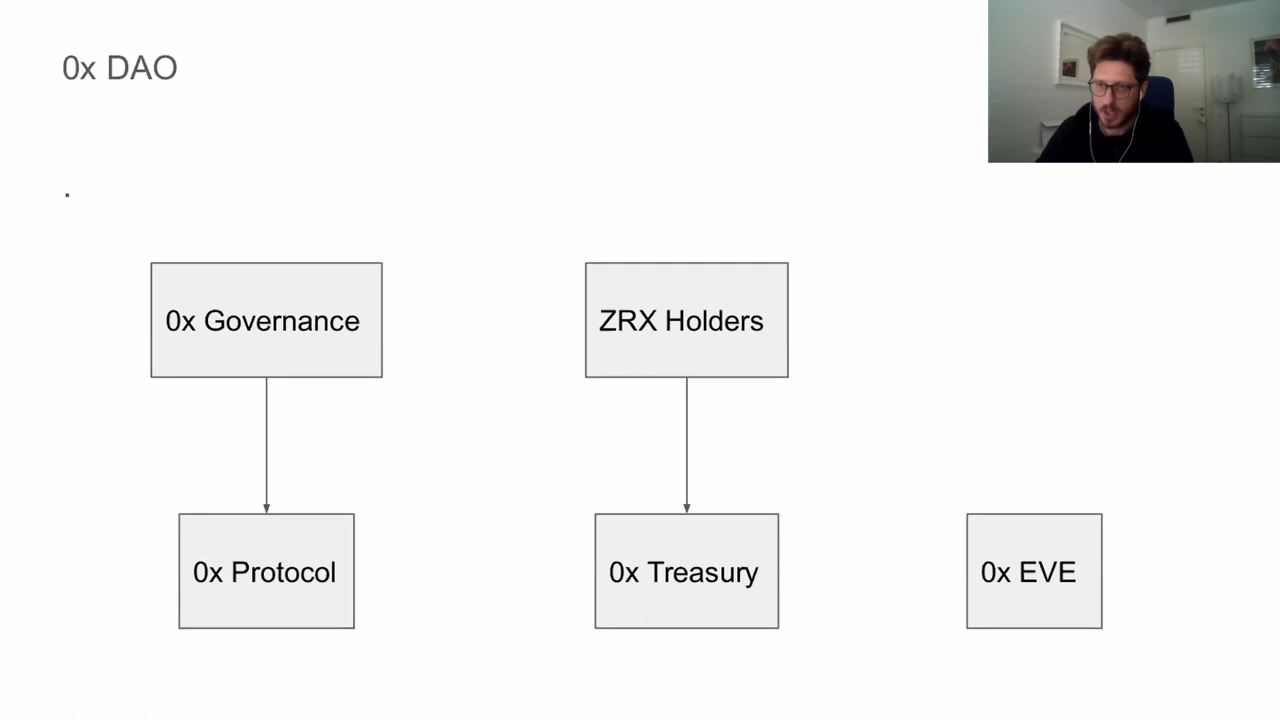 0x DAO
.
0x Governance
ZRX Holders
0x Protocol
0x Treasury
0x EVE